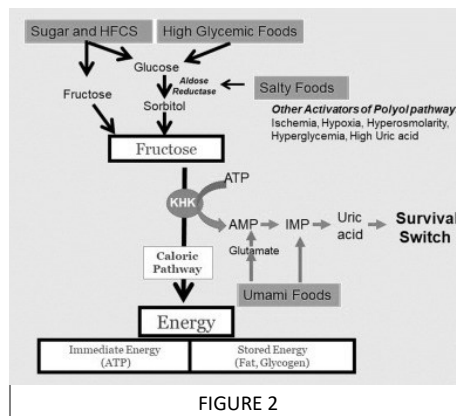 Sugar and HFCS
High Glycemic Foods
Glucose
Aldose
Reductase
Salty Foods
Fructose
Sorbitol
Other Activators of Polyol pathway
Ischemia, Hypoxia, Hyperosmolarity,
Hyperglycemia, High Uric acid
Fructose
ATP
KHK
AMP
IMP
Uric
acid
Survival
Switch
Glutamate
Caloric
Pathway
Umami Foods
Energy
Immediate Energy
(ATP)
Stored Energy
(Fat, Glycogen)
FIGURE 2